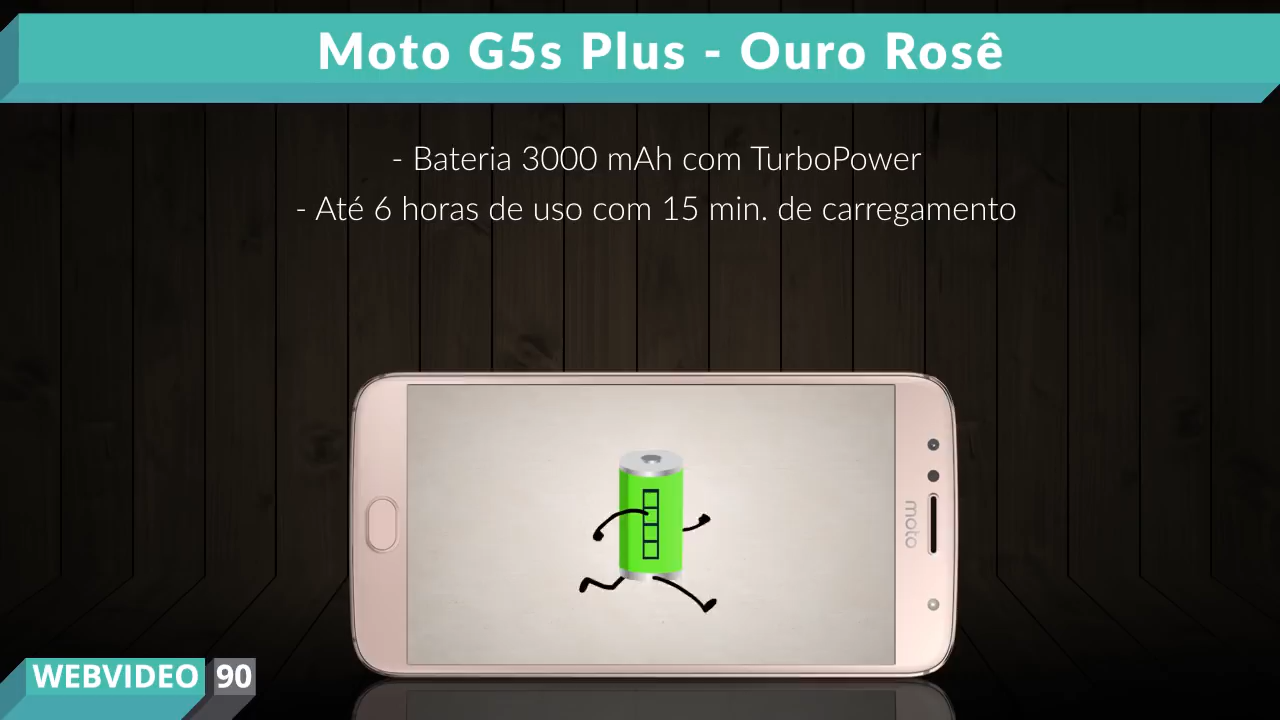 Moto G5s Plus - Ouro Rosê
- Bateria 3000 mAh com TurboPower
- Até 6 horas de uso com 15 min. de carregamento
moto
WEBVIDEO 90